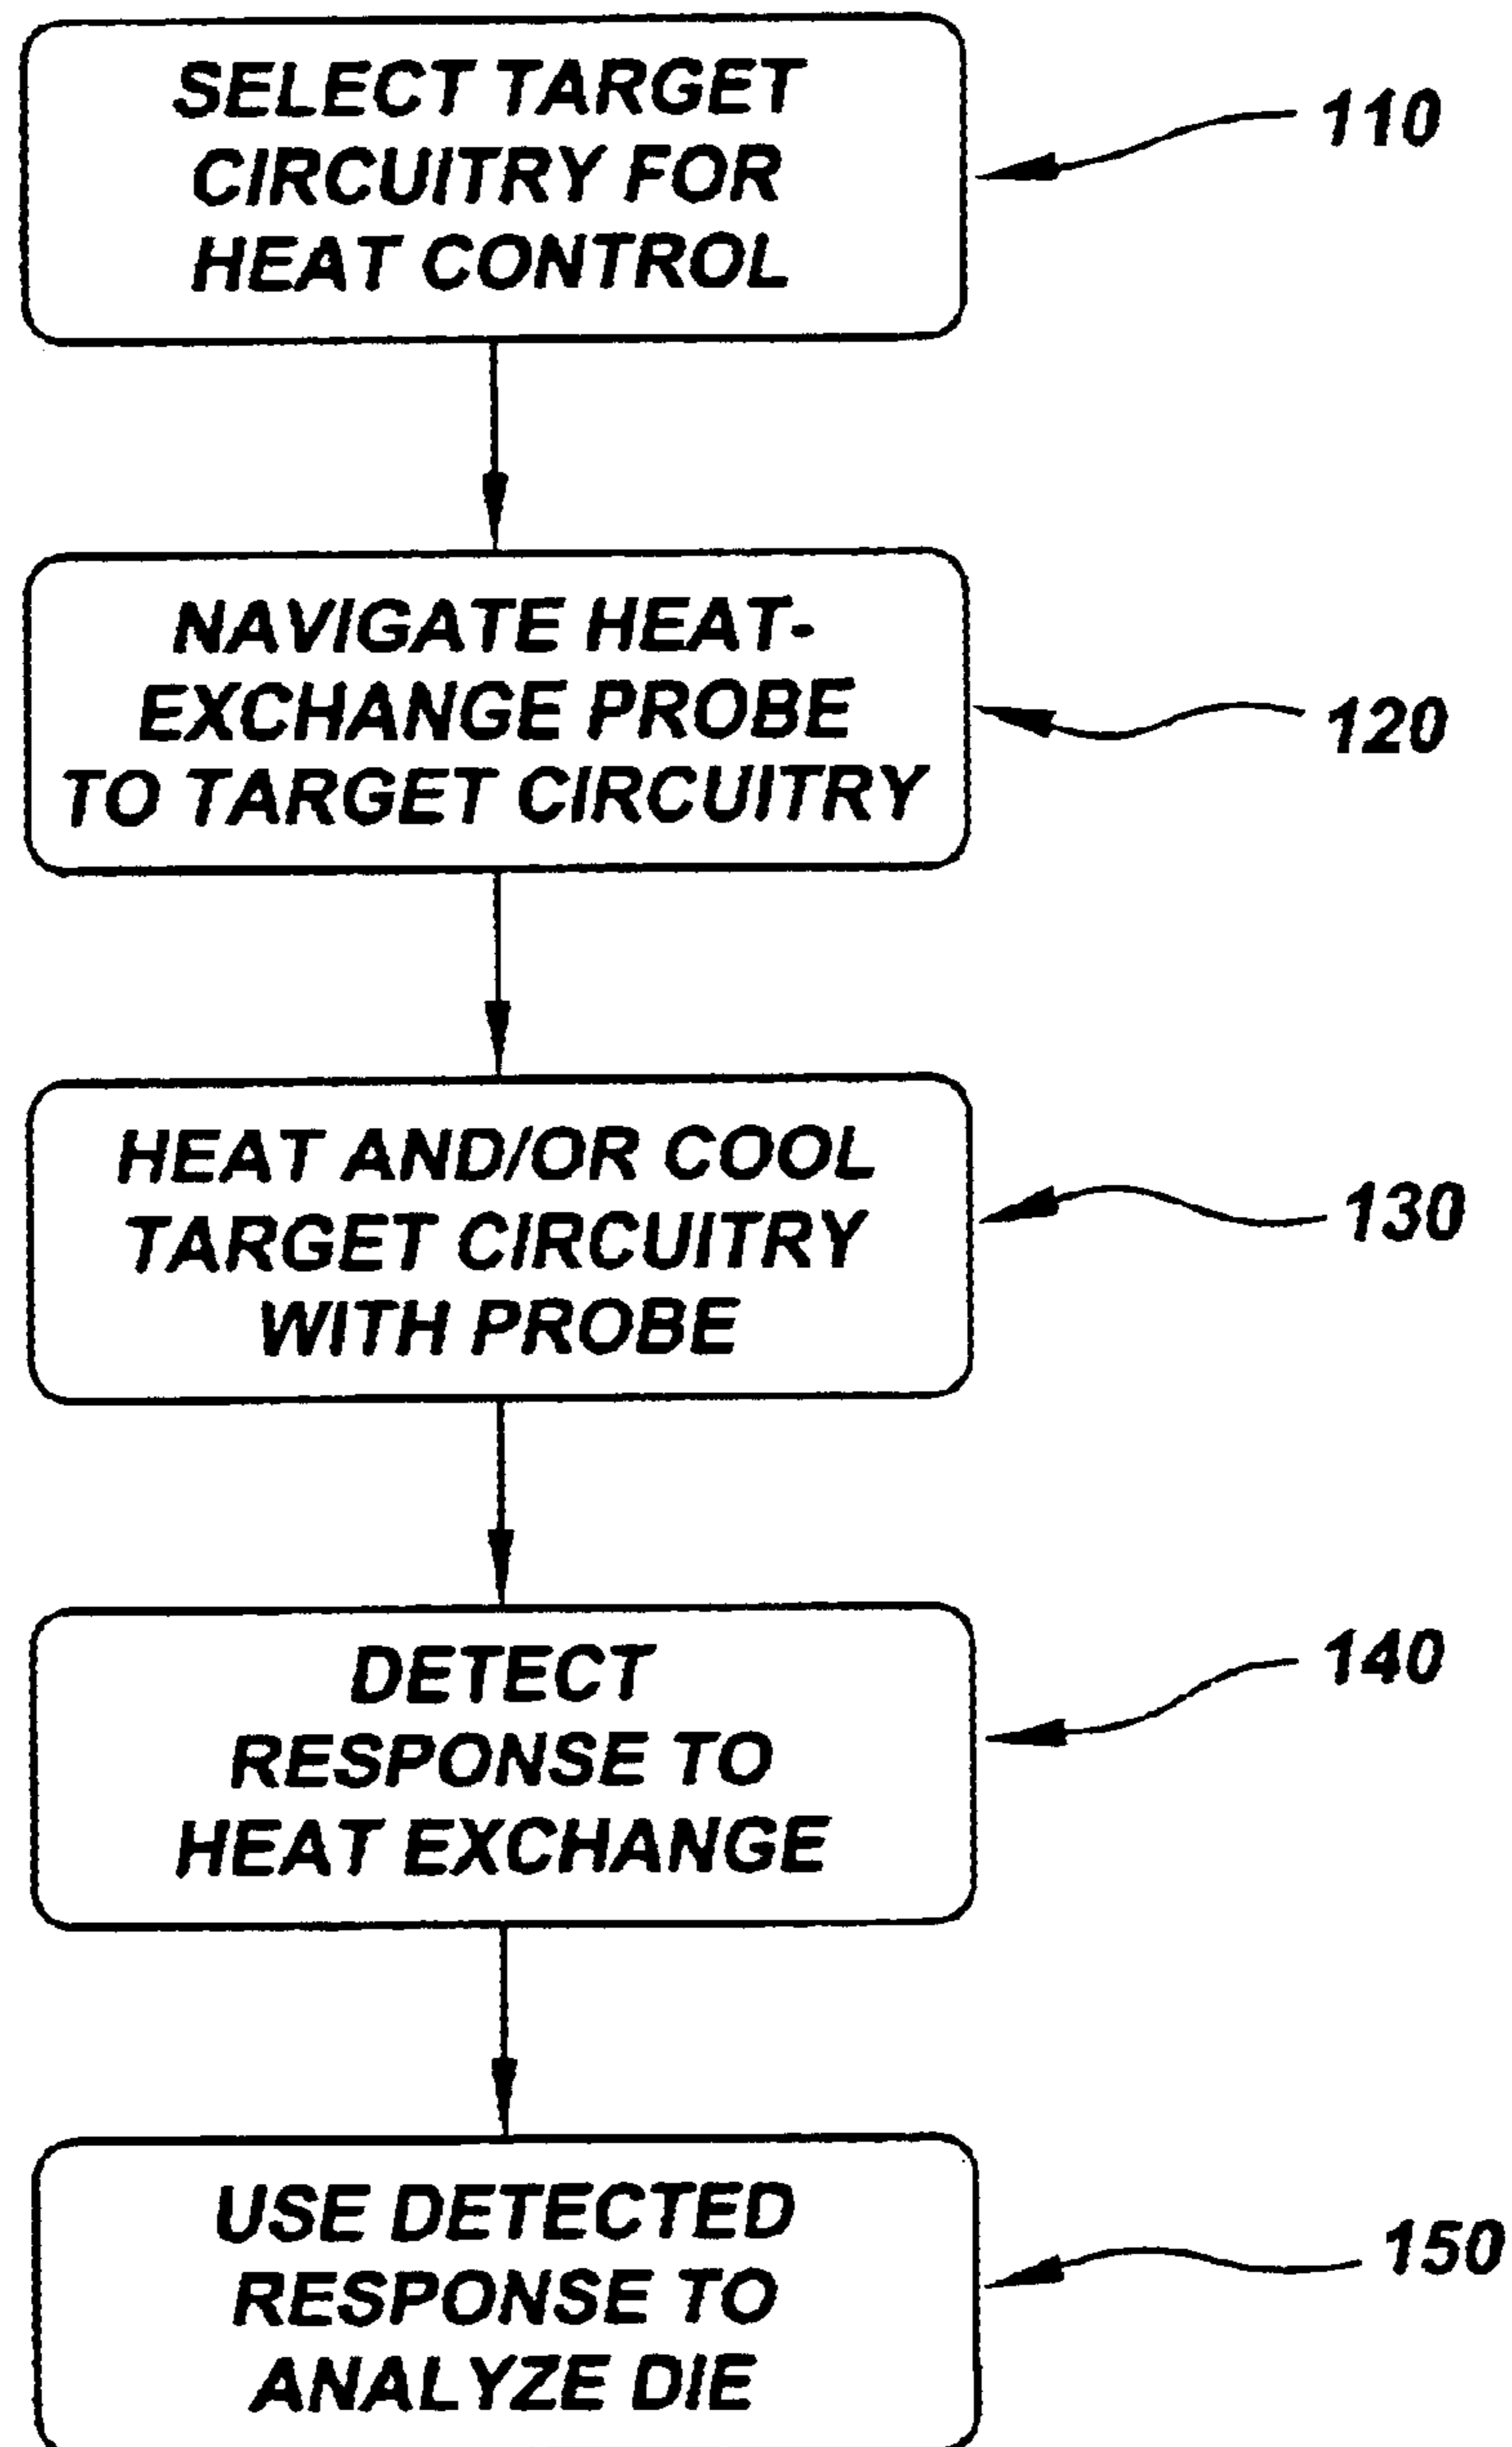 SELECT TARGET
CIRCUITRY FOR
HEAT CONTROL
110
NAVIGATE HEAT-
EXCHANGE PROBE
TO TARGET CIRCUITRY
120
HEAT AND/OR COOL
TARGET CIRCUITRY
WITH PROBE
130
DETECT
RESPONSE TO
HEAT EXCHANGE
140
USE DETECTED
RESPONSE TO
ANALYZE DIE
150